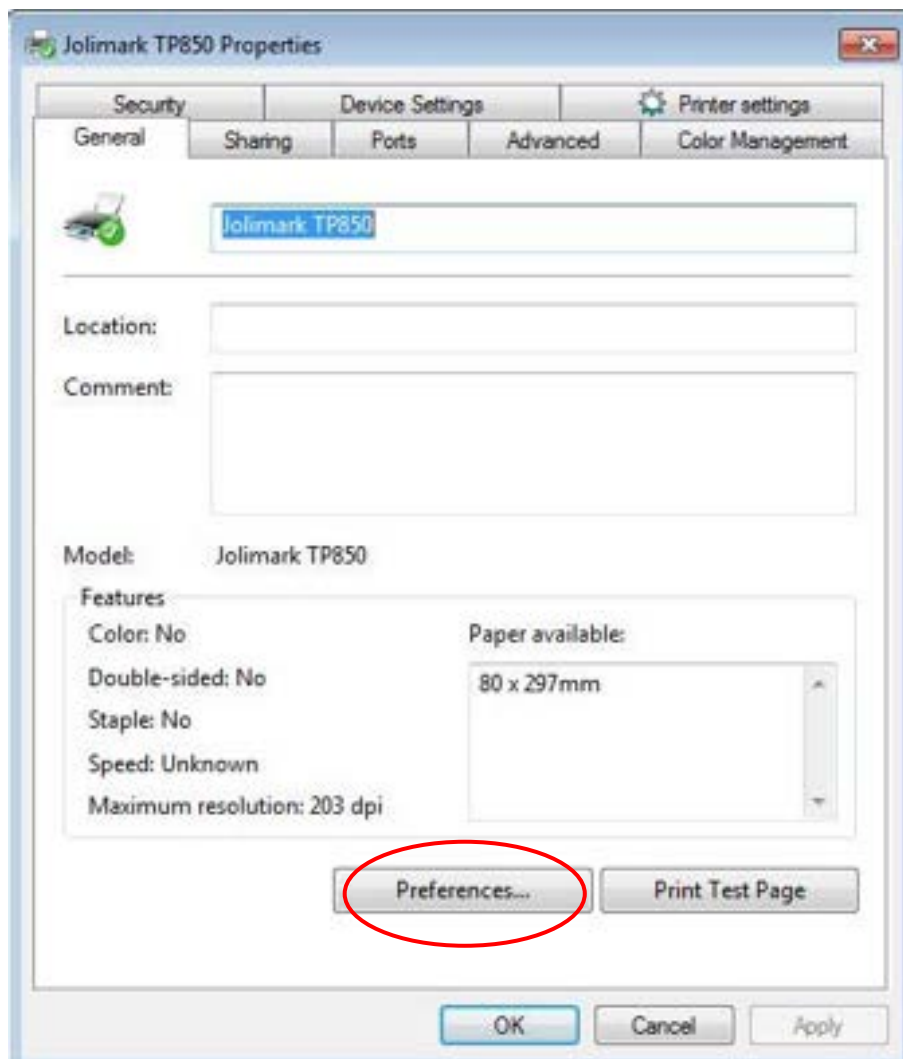 Jolimark TP850 Properties
Security Device Settings Printer settings
General Sharing Ports Advanced Color Management
Jolimark TP850
Location:
Comment:
Model: Jolimark TP850
Features
Color: No Paper available:
Double-sided: No 80 x 297mm
Staple: No
Speed: Unknown
Maximum resolution: 203 dpi
Preferences... Print Test Page
OK Cancel Apply